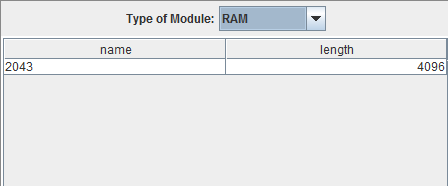 Type of Module: RAM
name length
2043 4096